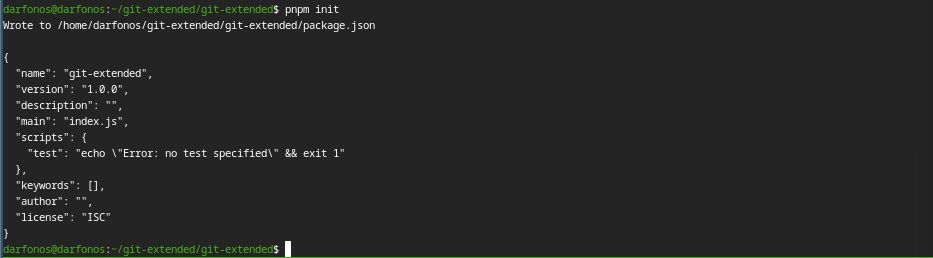 darfonos@darfonos:~/git-extended/git-extended$ pnpm init
Wrote to /home/darfonos/git-extended/git-extended/package.json

{
  "name": "git-extended",
  "version": "1.0.0",
  "description": "",
  "main": "index.js",
  "scripts": {
    "test": "echo \"Error: no test specified\" && exit 1"
  },
  "keywords": [],
  "author": "",
  "license": "ISC"
}
darfonos@darfonos:~/git-extended/git-extended$